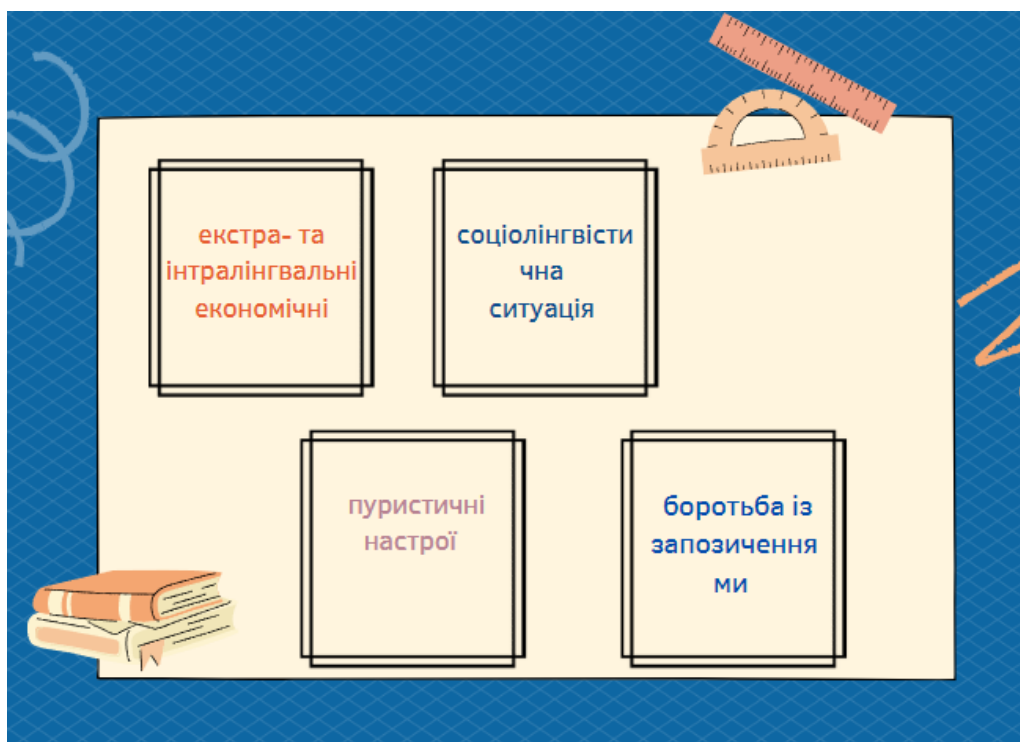 екстра- та
інтралінгвальні
економічні
соціолінгвісти
чна
ситуація
пуристичні
настрої
боротьба із
запозичення
ми